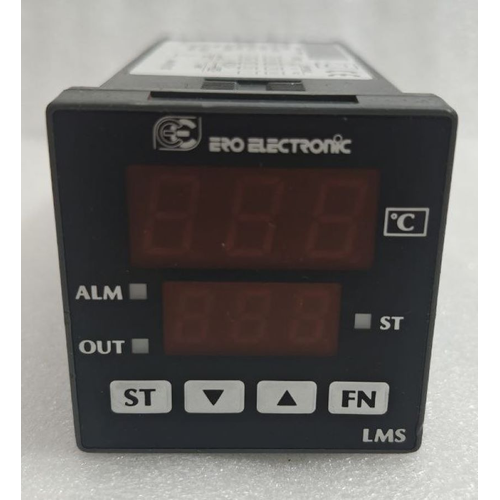 ERO ELECTRONIC
°C
ALM
ST
OUT
ST ▼ ▲ FN
LMS